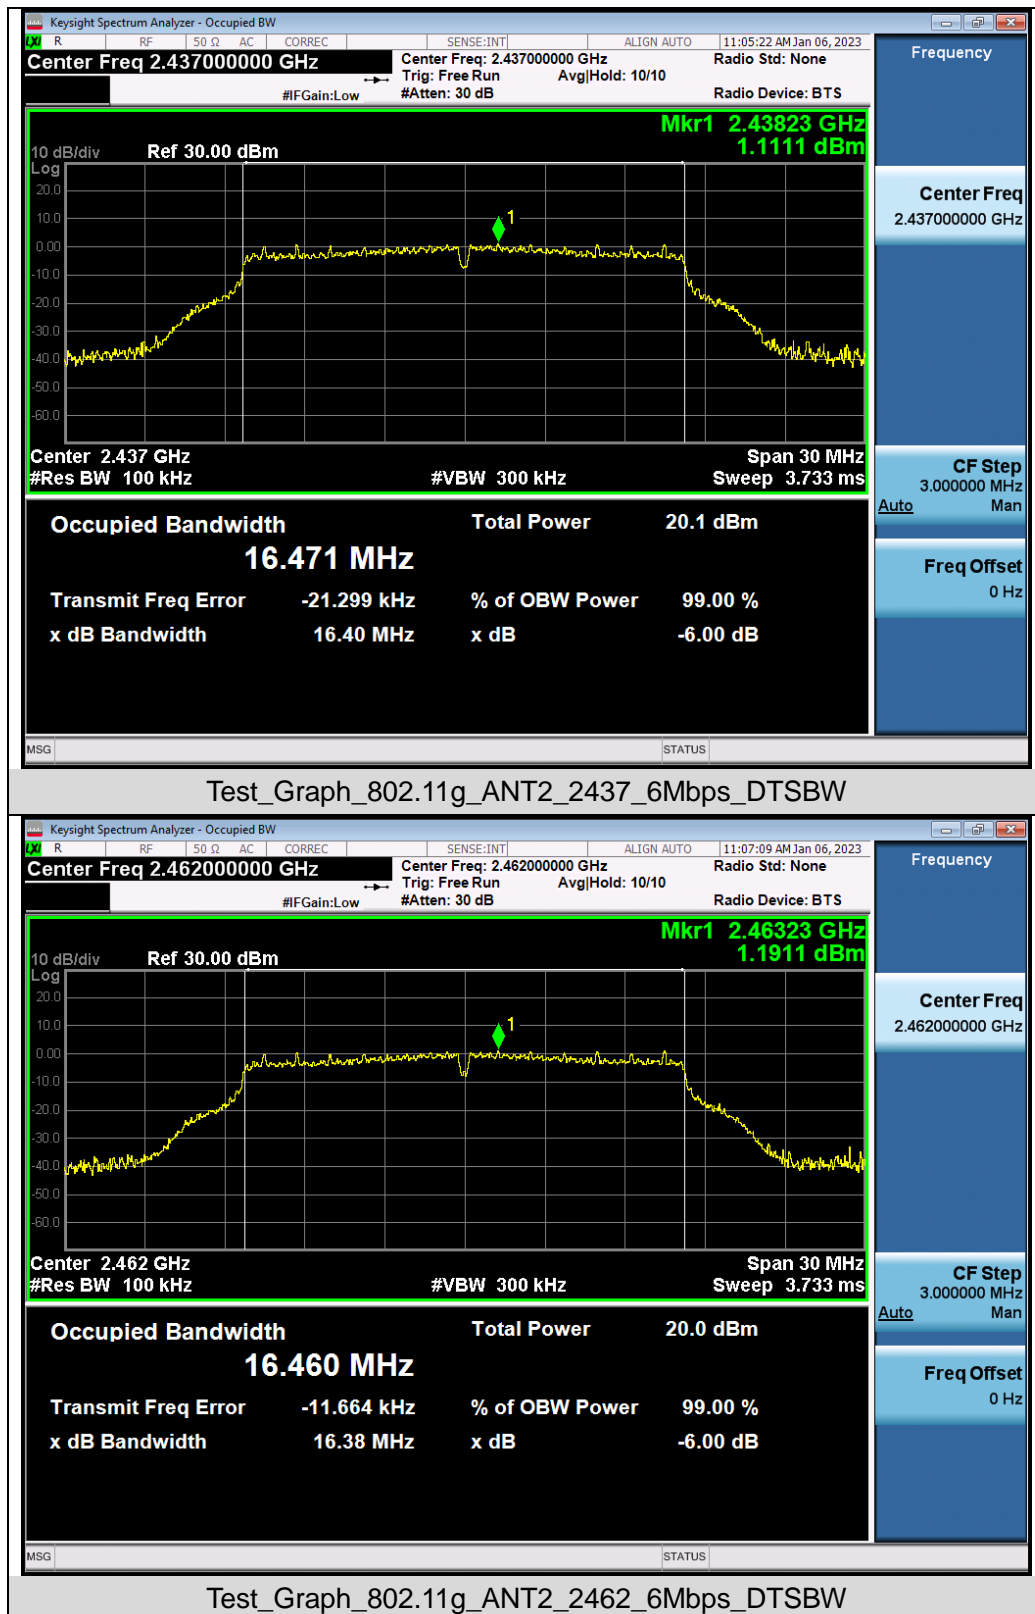 Keysight Spectrum Analyzer - Occupied BW
LXI R RF 50 Ω AC CORREC SENSE:INT ALIGN AUTO 11:05:22 AM Jan 06, 2023
Center Freq 2.437000000 GHz
Center Freq: 2.437000000 GHz
Radio Std: None
Trig: Free Run Avg|Hold: 10/10
#IFGain:Low #Atten: 30 dB Radio Device: BTS
Frequency
Mkr1 2.43823 GHz
1.1111 dBm
10 dB/div Ref 30.00 dBm
Log
20.0
10.0
0.00
-10.0
-20.0
-30.0
-40.0
-50.0
-60.0
1
Center 2.437 GHz Span 30 MHz
#Res BW 100 kHz #VBW 300 kHz Sweep 3.733 ms
Center Freq
2.437000000 GHz
CF Step
3.000000 MHz
Auto Man
Freq Offset
0 Hz
Occupied Bandwidth Total Power 20.1 dBm
16.471 MHz
Transmit Freq Error -21.299 kHz % of OBW Power 99.00 %
x dB Bandwidth 16.40 MHz x dB -6.00 dB
MSG STATUS
Test_Graph_802.11g_ANT2_2437_6Mbps_DTSBW
Keysight Spectrum Analyzer - Occupied BW
LXI R RF 50 Ω AC CORREC SENSE:INT ALIGN AUTO 11:07:09 AM Jan 06, 2023
Center Freq 2.462000000 GHz
Center Freq: 2.462000000 GHz
Radio Std: None
Trig: Free Run Avg|Hold: 10/10
#IFGain:Low #Atten: 30 dB Radio Device: BTS
Frequency
Mkr1 2.46323 GHz
1.1911 dBm
10 dB/div Ref 30.00 dBm
Log
20.0
10.0
0.00
-10.0
-20.0
-30.0
-40.0
-50.0
-60.0
1
Center 2.462 GHz Span 30 MHz
#Res BW 100 kHz #VBW 300 kHz Sweep 3.733 ms
Center Freq
2.462000000 GHz
CF Step
3.000000 MHz
Auto Man
Freq Offset
0 Hz
Occupied Bandwidth Total Power 20.0 dBm
16.460 MHz
Transmit Freq Error -11.664 kHz % of OBW Power 99.00 %
x dB Bandwidth 16.38 MHz x dB -6.00 dB
MSG STATUS
Test_Graph_802.11g_ANT2_2462_6Mbps_DTSBW